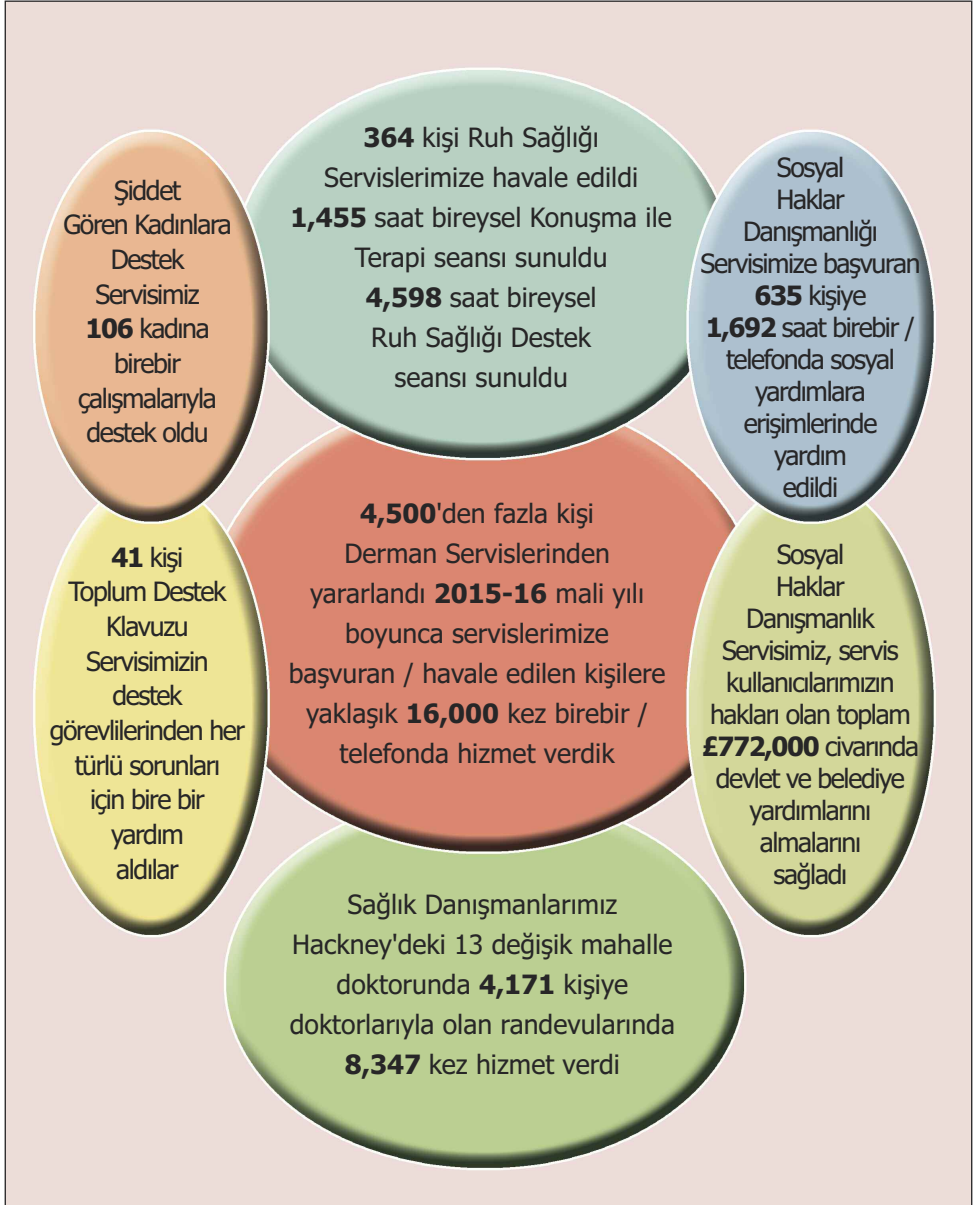 364 kişi Ruh Sağlığı
Servislerimize havale edildi
1,455 saat bireysel Konuşma ile
Terapi seansı sunuldu
4,598 saat bireysel
Ruh Sağlığı Destek
seansı sunuldu
Şiddet
Gören Kadınlara
Destek
Servisimiz
106 kadına
birebir
çalışmalarıyla
destek oldu
Sosyal
Haklar
Danışmanlığı
Servisimize başvuran
635 kişiye
1,692 saat birebir /
telefonda sosyal
yardımlara
erişimlerinde
yardım
edildi
4,500'den fazla kişi
Derman Servislerinden
yararlandı 2015-16 mali yılı
boyunca servislerimize
başvuran / havale edilen kişilere
yaklaşık 16,000 kez birebir /
telefonda hizmet verdik
41 kişi
Toplum Destek
Klavuzu
Servisimizin
destek
görevlilerinden her
türlü sorunları
için bire bir
yardım
aldılar
Sosyal
Haklar
Danışmanlık
Servisimiz, servis
kullanıcılarımızın
hakları olan toplam
£772,000 civarında
devlet ve belediye
yardımlarını
almalarını
sağladı
Sağlık Danışmanlarımız
Hackney'deki 13 değişik mahalle
doktorunda 4,171 kişiye
doktorlarıyla olan randevularında
8,347 kez hizmet verdi